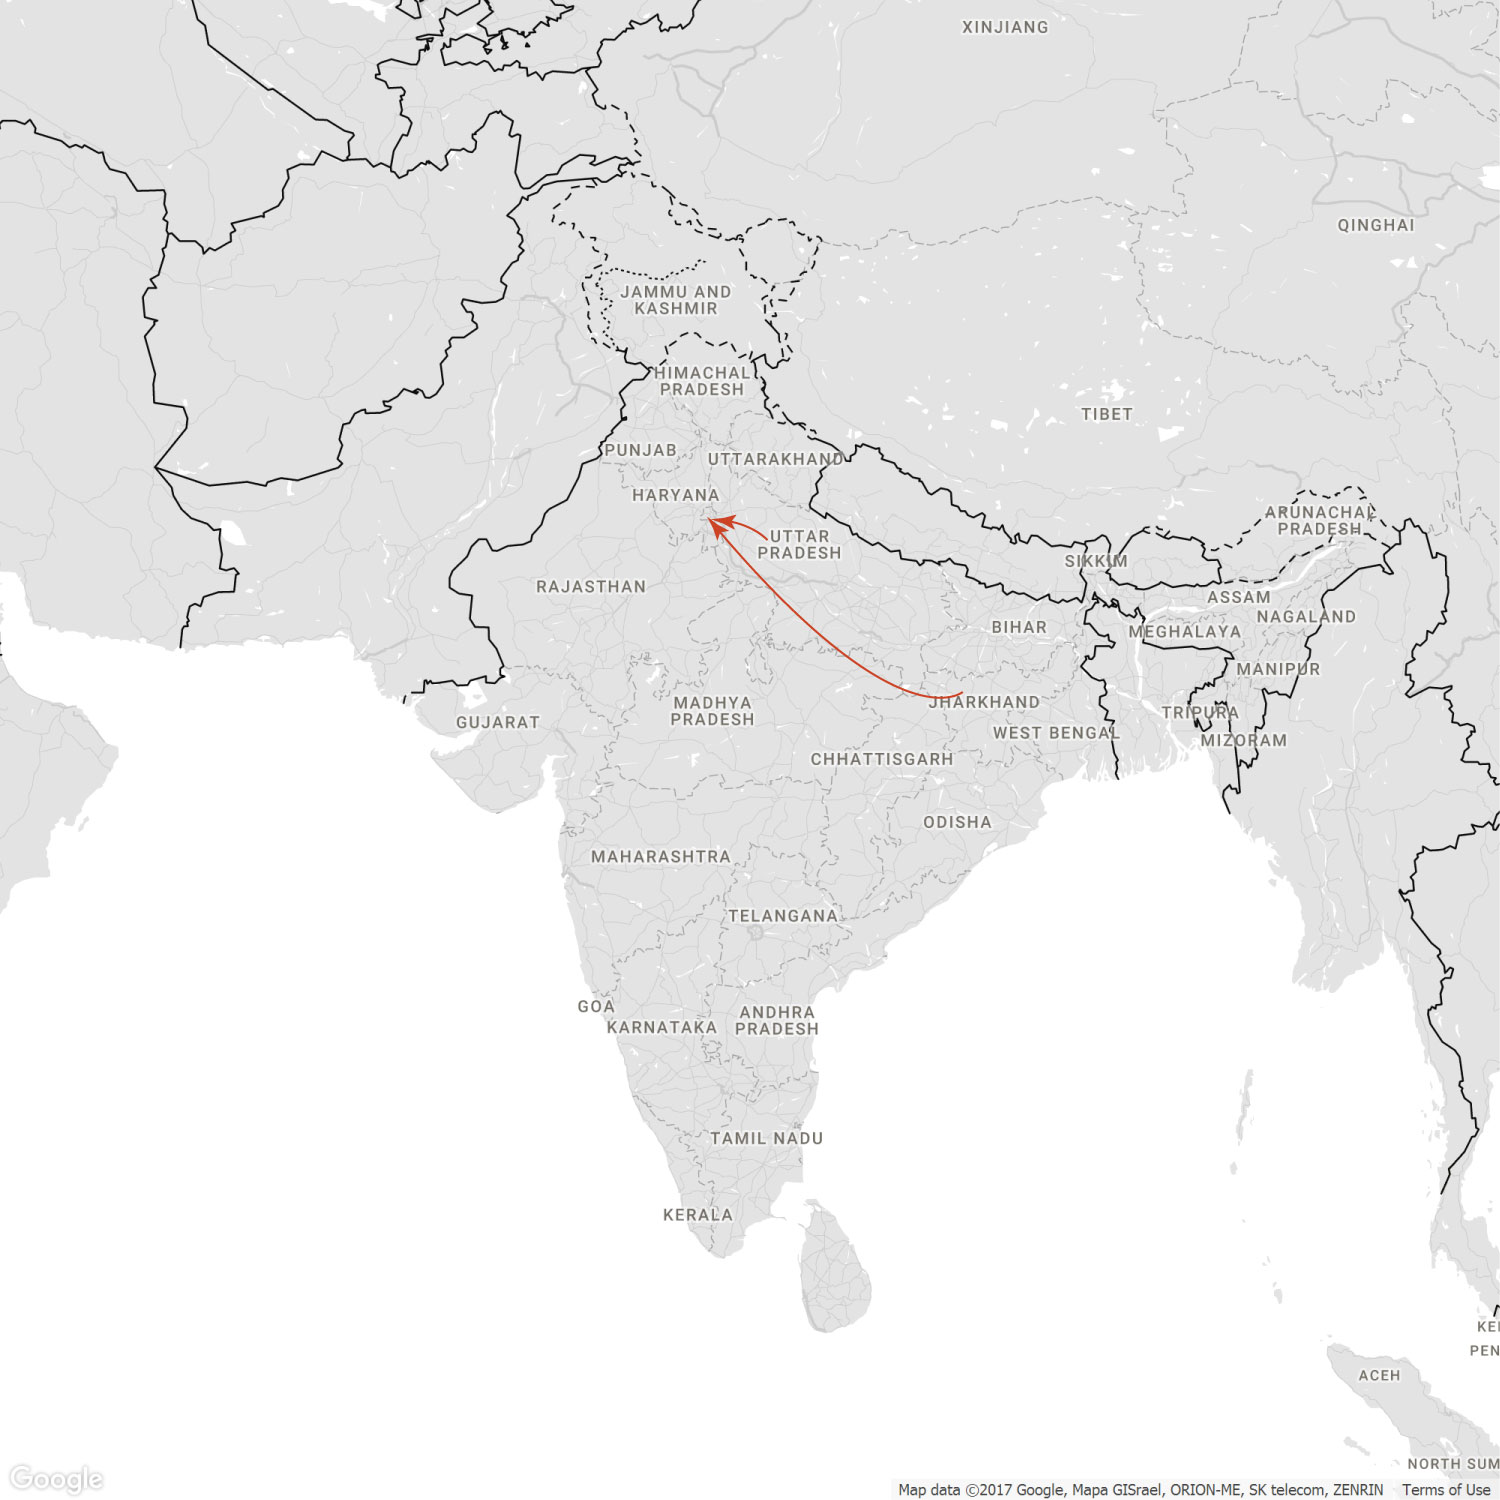 XINJIANG
QINGHAI
JAMMU AND
KASHMIR
HIMACHAL
PRADESH
TIBET
PUNJAB
UTTARAKHAND
HARYANA
ARUNACHAL
PRADESH
UTTAR
PRADESH
SIKKIM
RAJASTHAN
ASSAM
NAGALAND
BIHAR
MEGHALAYA
MANIPUR
MADHYA
PRADESH
JHARKHAND
TRIPURA
GUJARAT
WEST BENGAL
MIZORAM
CHHATTISGARH
ODISHA
MAHARASHTRA
TELANGANA
GOA
ANDHRA
PRADESH
KARNATAKA
TAMIL NADU
KERALA
KE
PEN
ACEH
NORTH SUM
Google
Map data ©2017 Google, Mapa GISrael, ORION-ME, SK telecom, ZENRIN Terms of Use